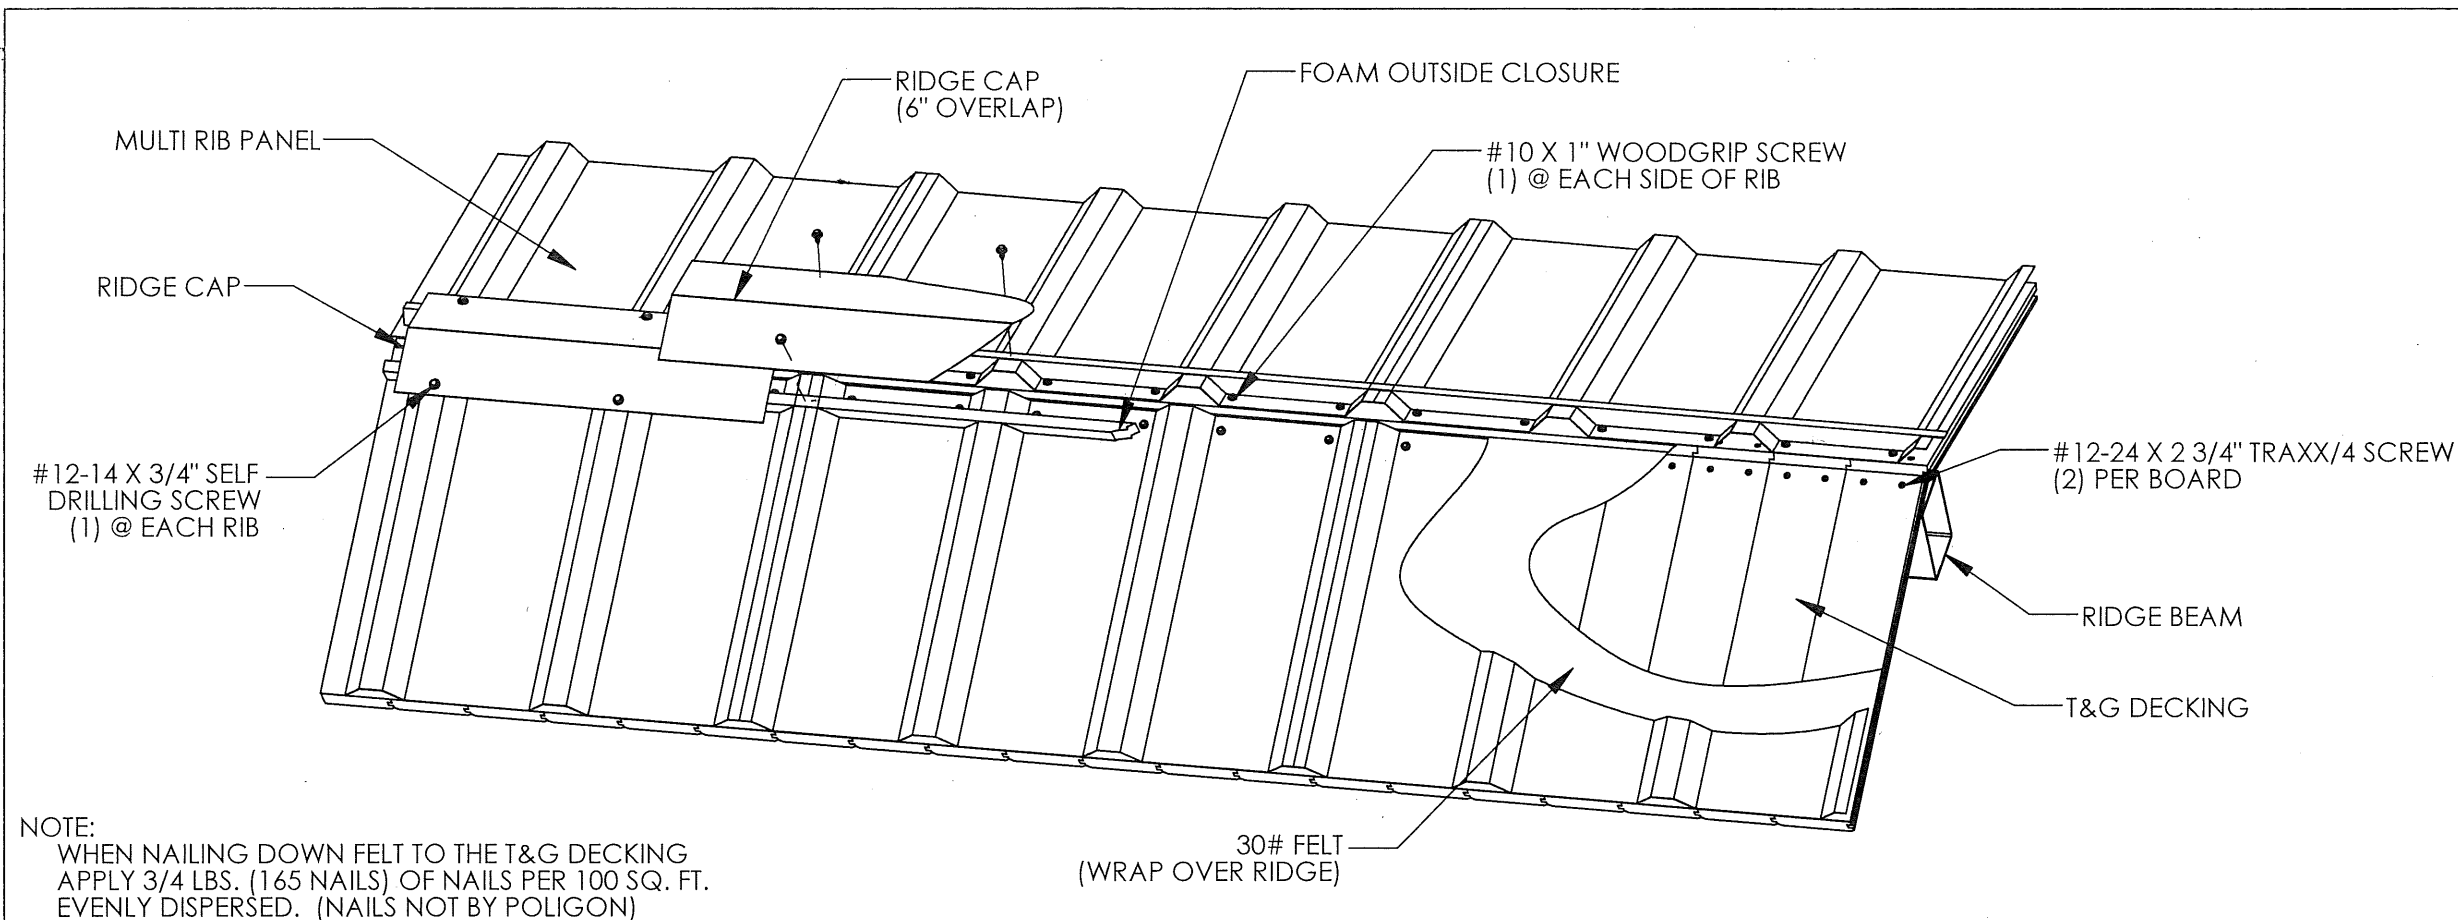 RIDGE CAP
(6" OVERLAP)
FOAM OUTSIDE CLOSURE
MULTI RIB PANEL
#10 X 1" WOODGRIP SCREW
(1) @ EACH SIDE OF RIB
RIDGE CAP
#12-14 X 3/4" SELF
DRILLING SCREW
(1) @ EACH RIB
#12-24 X 2 3/4" TRAXX/4 SCREW
(2) PER BOARD
RIDGE BEAM
T&G DECKING
30# FELT
(WRAP OVER RIDGE)
NOTE:
WHEN NAILING DOWN FELT TO THE T&G DECKING
APPLY 3/4 LBS. (165 NAILS) OF NAILS PER 100 SQ. FT.
EVENLY DISPERSED. (NAILS NOT BY POLIGON)